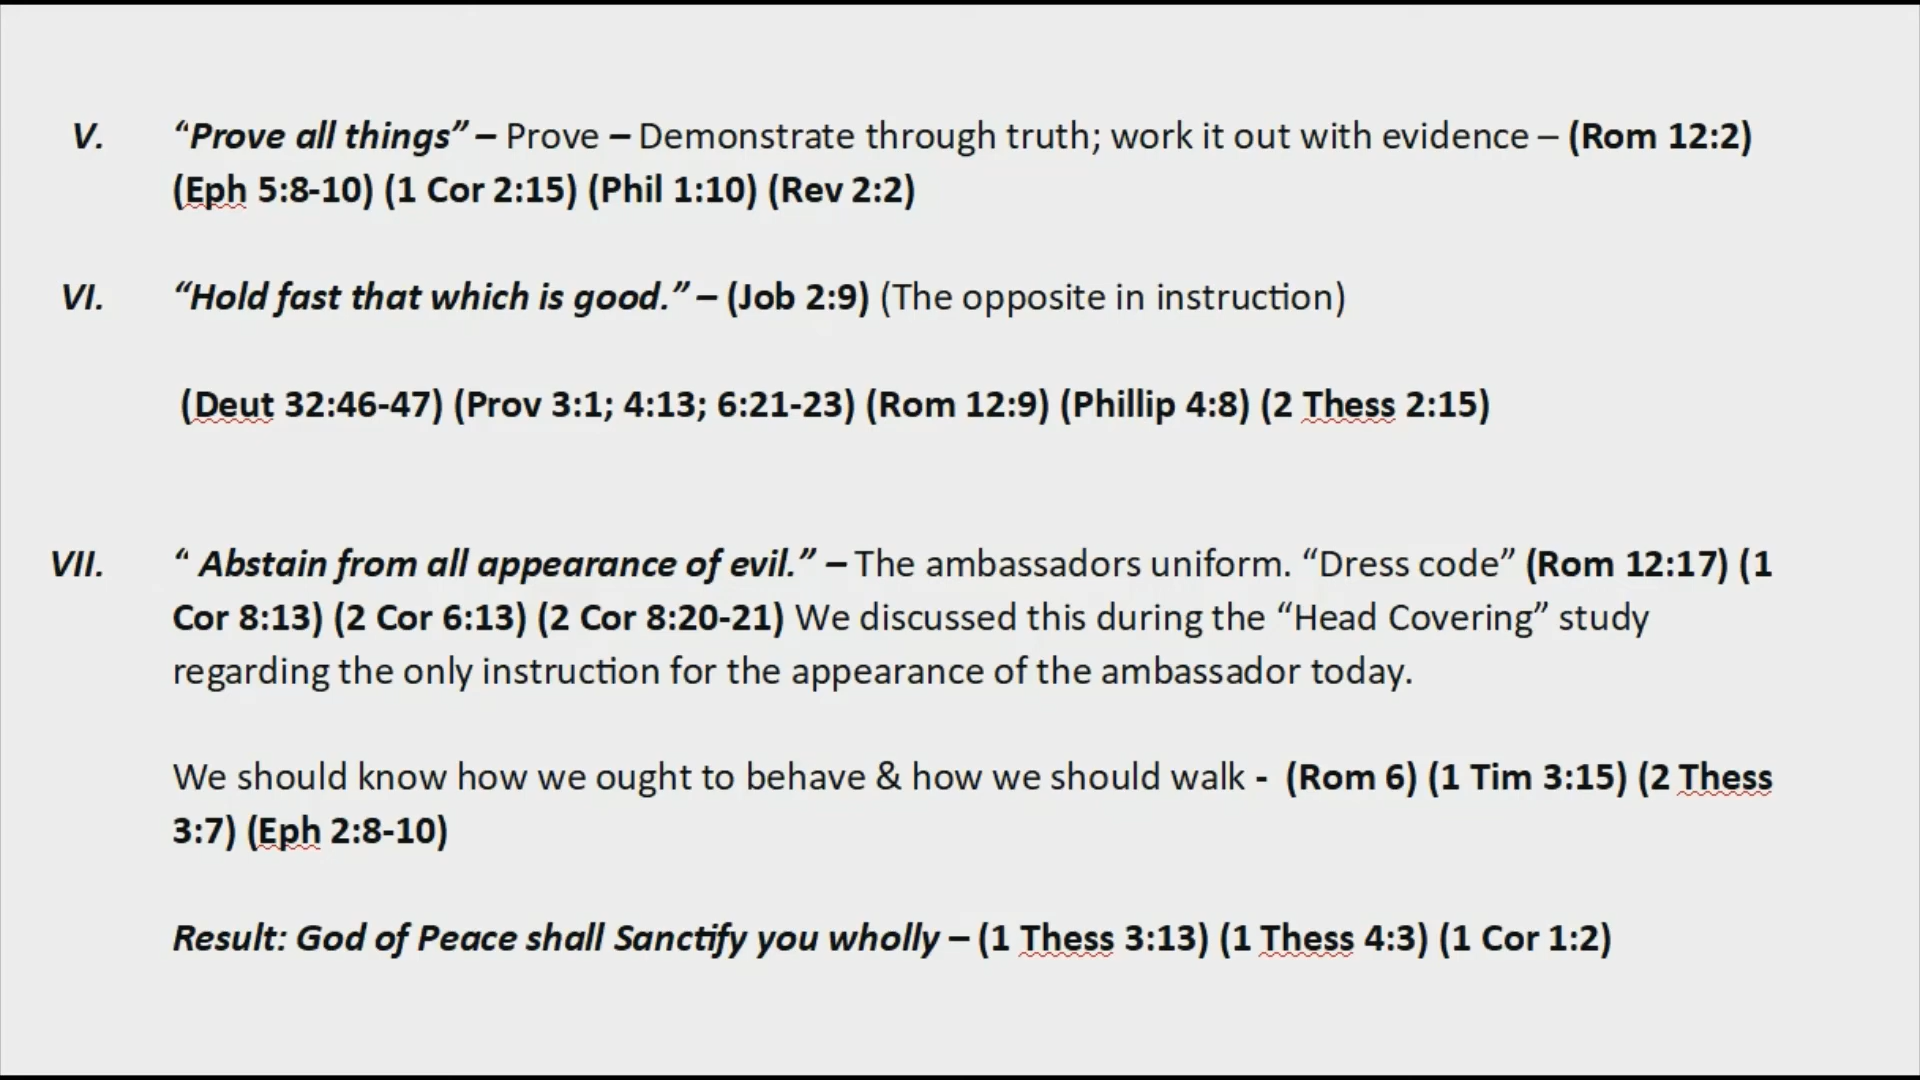 V. “Prove all things” – Prove – Demonstrate through truth; work it out with evidence – (Rom 12:2)
(Eph 5:8-10) (1 Cor 2:15) (Phil 1:10) (Rev 2:2)
VI. “Hold fast that which is good.” – (Job 2:9) (The opposite in instruction)
(Deut 32:46-47) (Prov 3:1; 4:13; 6:21-23) (Rom 12:9) (Phillip 4:8) (2 Thess 2:15)
VII. “ Abstain from all appearance of evil.” – The ambassadors uniform. “Dress code” (Rom 12:17) (1
Cor 8:13) (2 Cor 6:13) (2 Cor 8:20-21) We discussed this during the “Head Covering” study
regarding the only instruction for the appearance of the ambassador today.
We should know how we ought to behave & how we should walk - (Rom 6) (1 Tim 3:15) (2 Thess
3:7) (Eph 2:8-10)
Result: God of Peace shall Sanctify you wholly – (1 Thess 3:13) (1 Thess 4:3) (1 Cor 1:2)